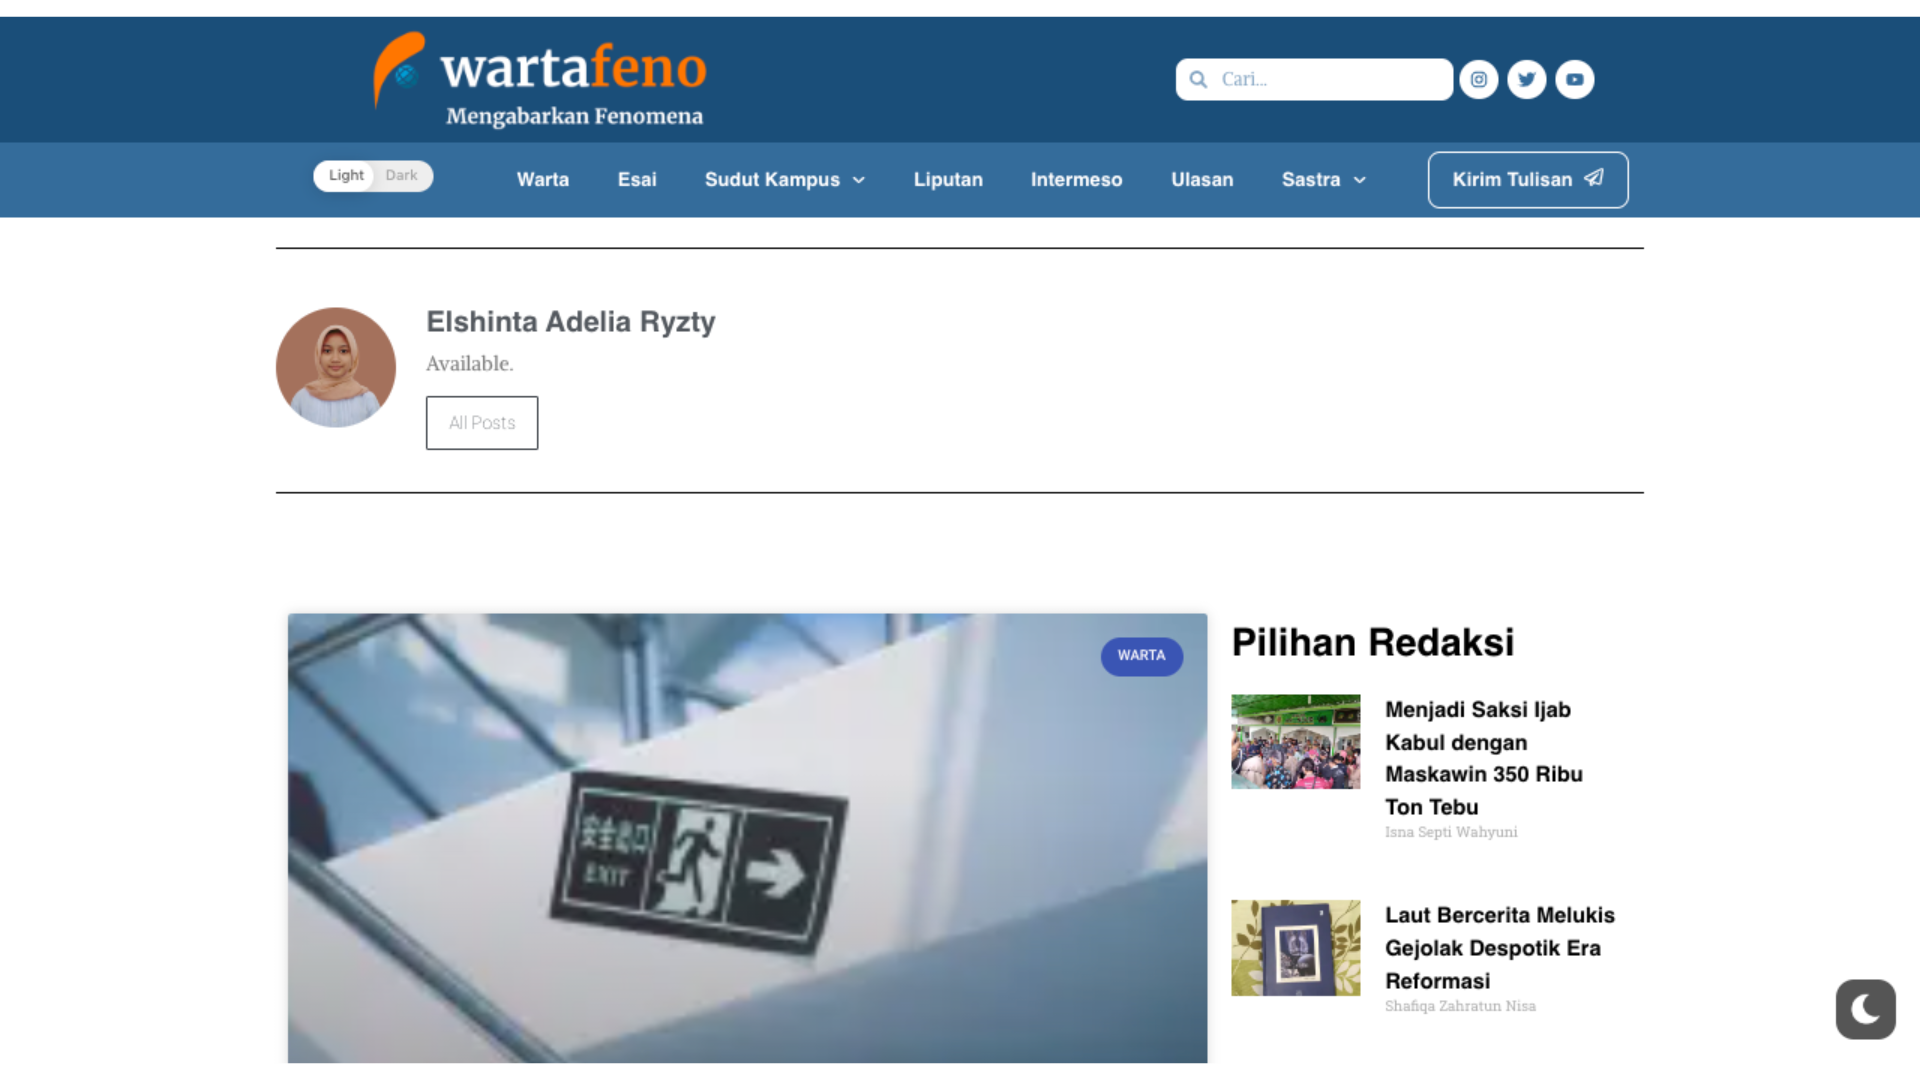 wartafeno
Mengabarkan Fenomena
Cari...
Light Dark
Warta Esai Sudut Kampus Liputan Intermeso Ulasan Sastra
Kirim Tulisan
Elshinta Adelia Ryzty
Available.
All Posts
WARTA
安全出口
EXIT
Pilihan Redaksi
Menjadi Saksi Ijab
Kabul dengan
Maskawin 350 Ribu
Ton Tebu
Isna Septi Wahyuni
Laut Bercerita Melukis
Gejolak Despotik Era
Reformasi
Shafiqa Zahratun Nisa